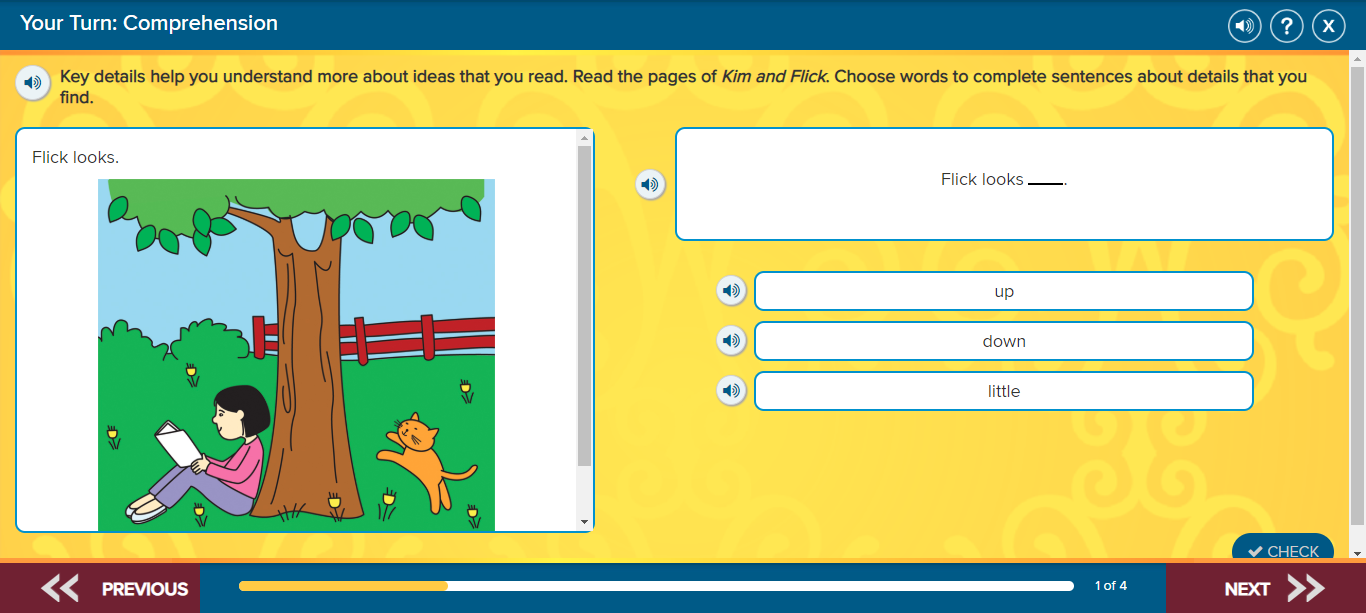 Your Turn: Comprehension
? X
Key details help you understand more about ideas that you read. Read the pages of Kim and Flick. Choose words to complete sentences about details that you
find.
Flick looks.
Flick looks ____.
up
down
little
CHECK
PREVIOUS
1 of 4
NEXT